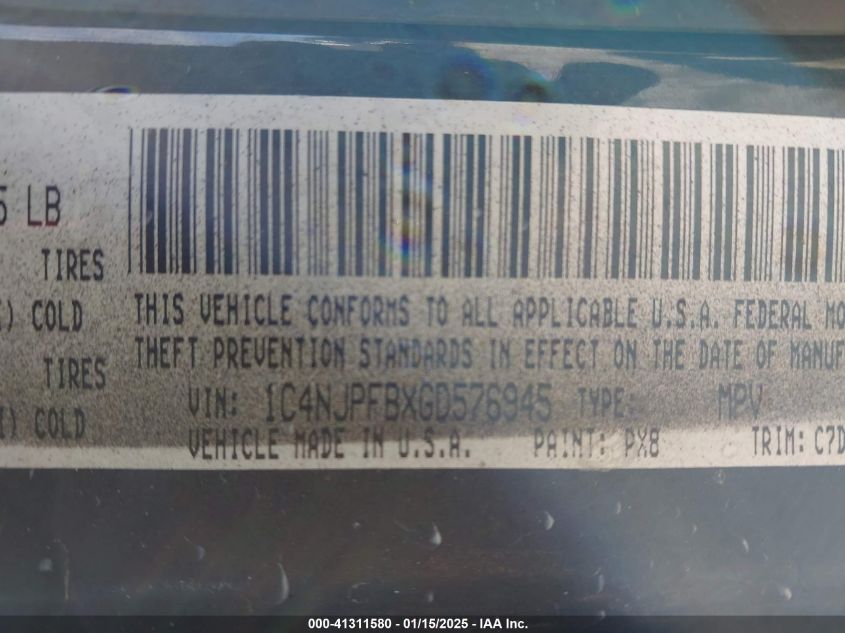 5 LB
TIRES
) COLD
TIRES
) COLD
THIS VEHICLE CONFORMS TO ALL APPLICABLE U.S.A. FEDERAL MO
THEFT PREVENTION STANDARDS IN EFFECT ON THE DATE OF MANUF
VIN: 1C4NJPFBXGD576945 TYPE: MPV
VEHICLE MADE IN U.S.A. PAINT: PX8 TRIM: C7D
000-41311580 - 01/15/2025 - IAA Inc.